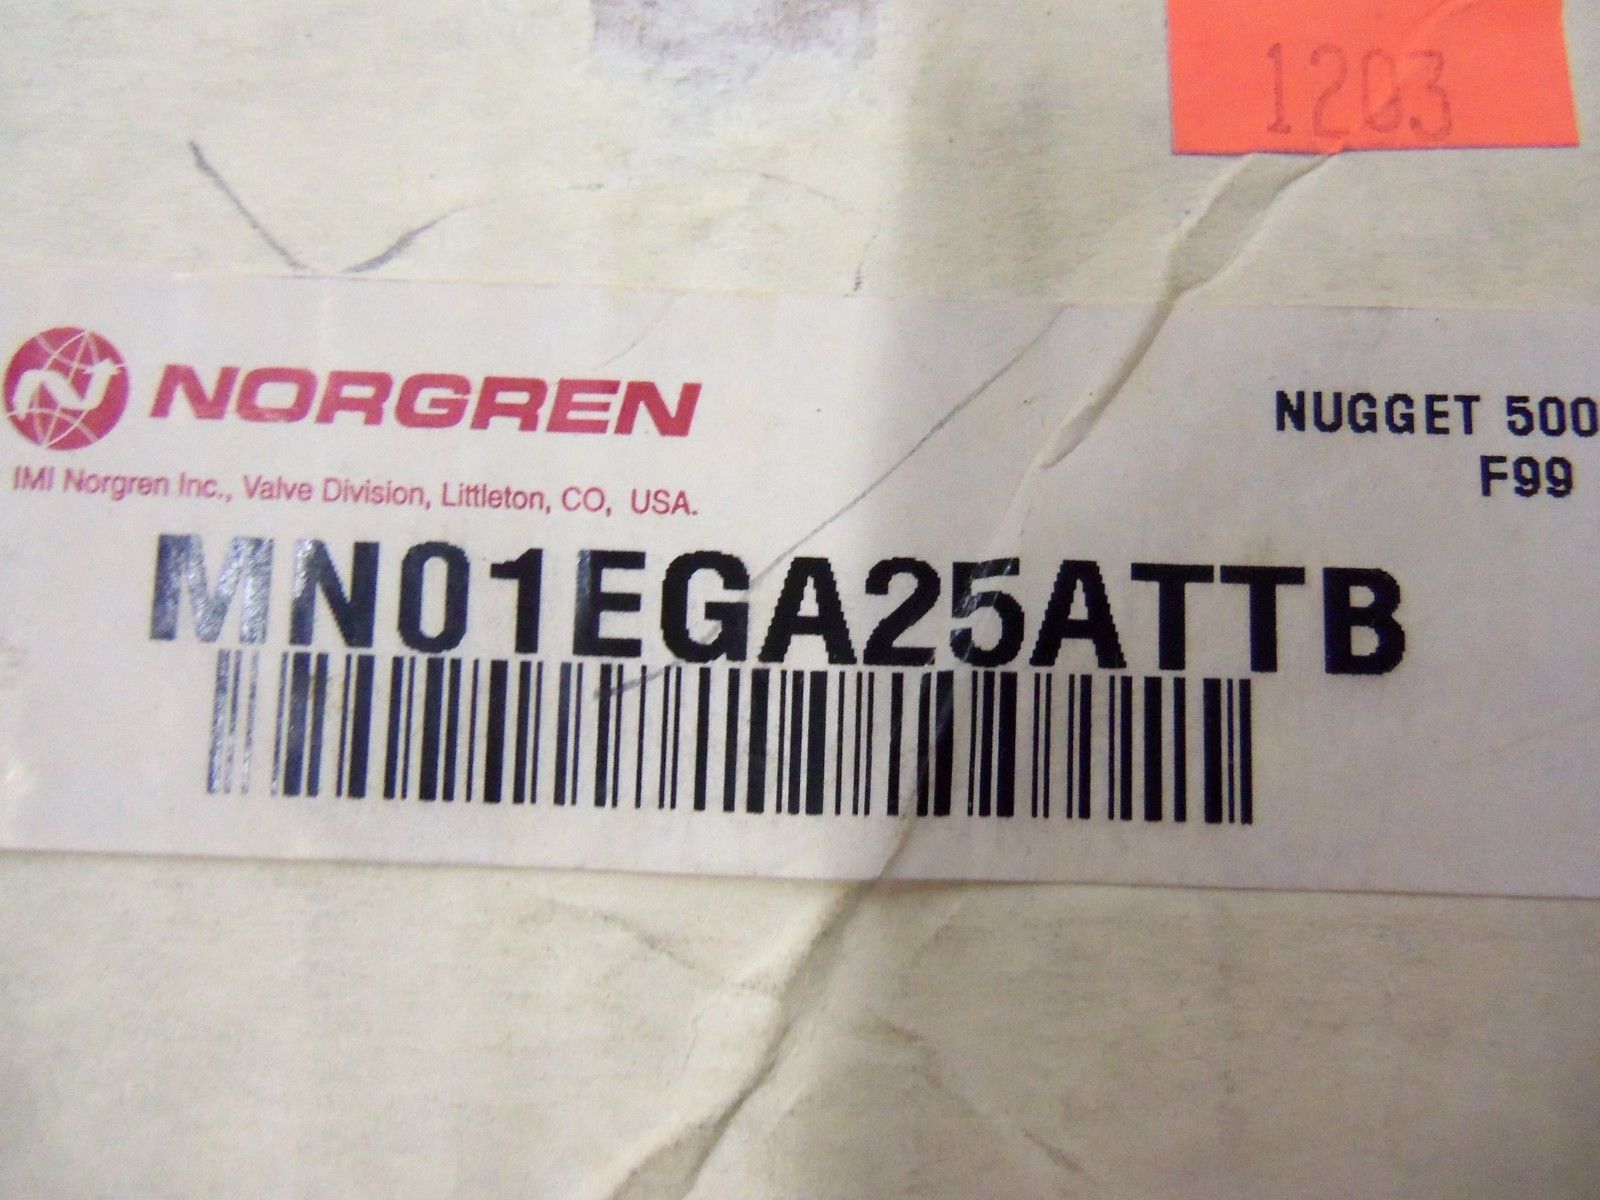 1203
NORGREN
IMI Norgren Inc., Valve Division, Littleton, CO, USA.
NUGGET 500
F99
MN01EGA25ATTB